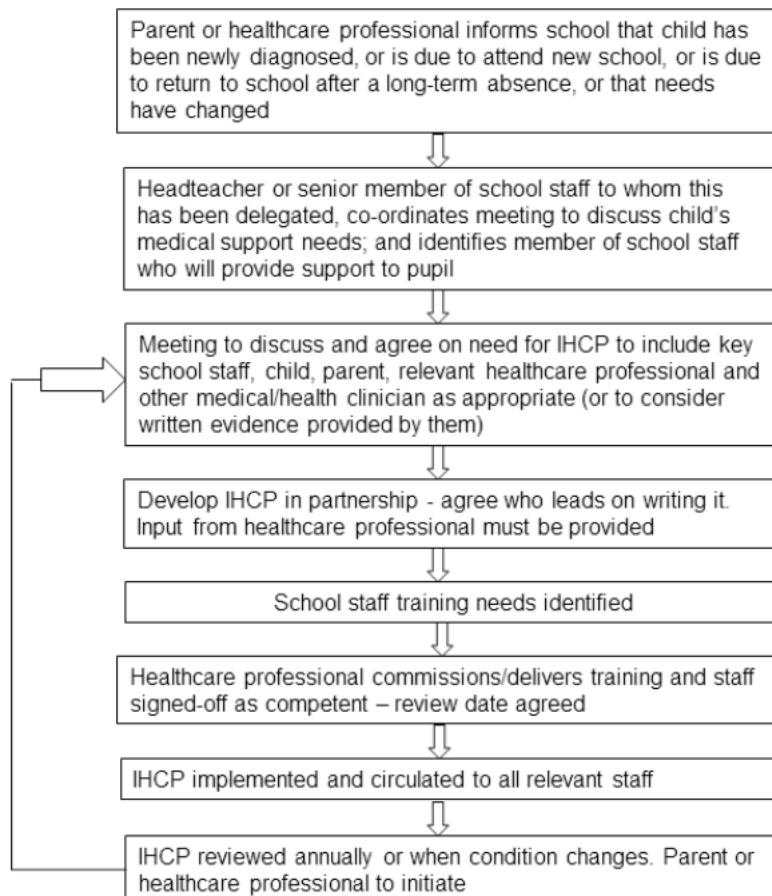 Parent or healthcare professional informs school that child has
been newly diagnosed, or is due to attend new school, or is due
to return to school after a long-term absence, or that needs
have changed
Headteacher or senior member of school staff to whom this
has been delegated, co-ordinates meeting to discuss child's
medical support needs; and identifies member of school staff
who will provide support to pupil
Meeting to discuss and agree on need for IHCP to include key
school staff, child, parent, relevant healthcare professional and
other medical/health clinician as appropriate (or to consider
written evidence provided by them)
Develop IHCP in partnership - agree who leads on writing it.
Input from healthcare professional must be provided
School staff training needs identified
Healthcare professional commissions/delivers training and staff
signed-off as competent – review date agreed
IHCP implemented and circulated to all relevant staff
IHCP reviewed annually or when condition changes. Parent or
healthcare professional to initiate